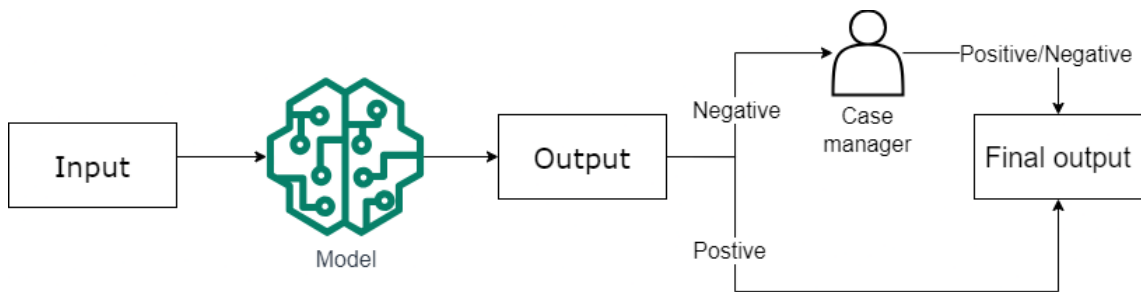 Input
Model
Output
Negative
Postive
Case
manager
Positive/Negative
Final output